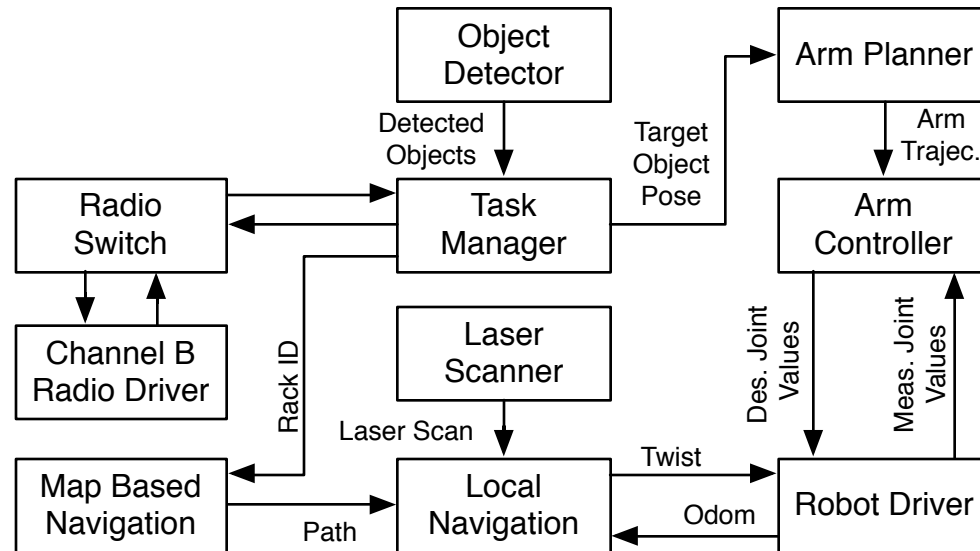 Object
Detector
Arm Planner
Detected
Objects
Target
Object
Pose
Arm
Trajec.
Radio
Switch
Task
Manager
Arm
Controller
Channel B
Radio Driver
Rack ID
Laser
Scanner
Des. Joint
Values
Meas. Joint
Values
Laser Scan
Map Based
Navigation
Path
Local
Navigation
Twist
Odom
Robot Driver